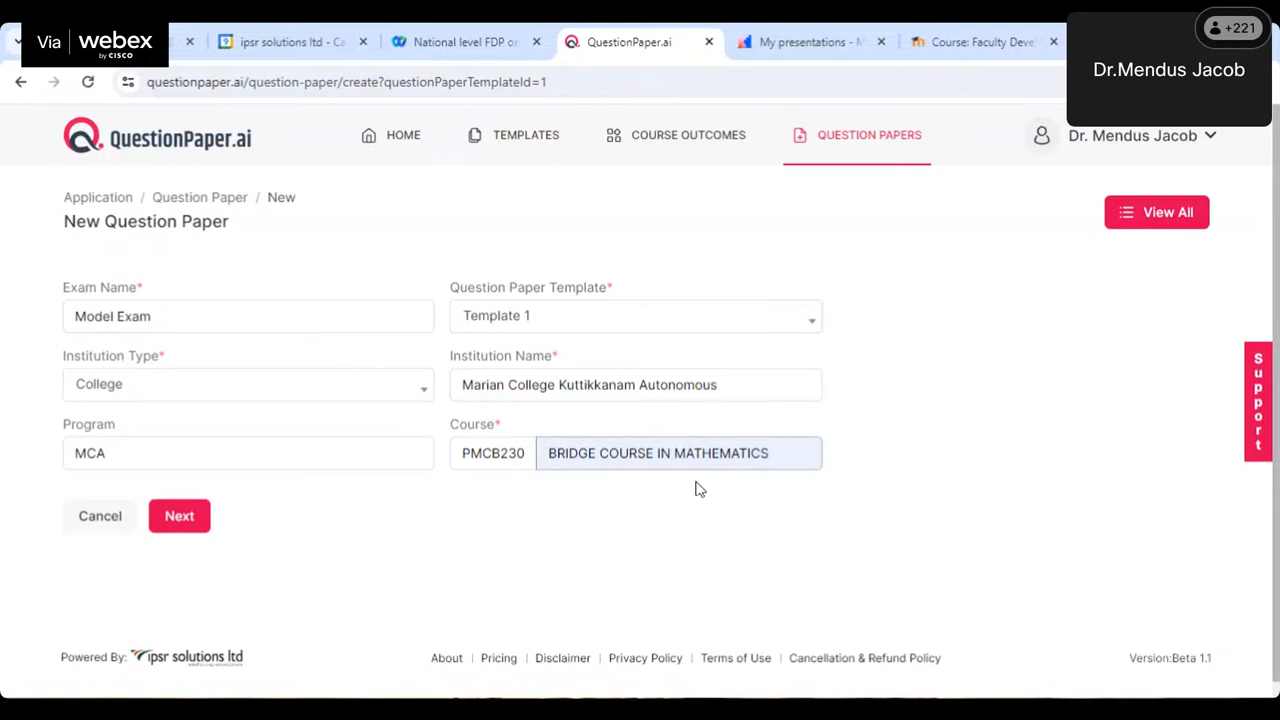 Via webex
by CISCO
ipsr solutions ltd - Ca
National level FDP on
QuestionPaper.ai
My presentations - M
Course: Faculty Deve
+221
Dr.Mendus Jacob
questionpaper.ai/question-paper/create?questionPaperTemplateId=1
QuestionPaper.ai
HOME
TEMPLATES
COURSE OUTCOMES
QUESTION PAPERS
Dr. Mendus Jacob
Application / Question Paper / New
New Question Paper
View All
Exam Name*
Question Paper Template*
Model Exam
Template 1
Institution Type*
Institution Name*
College
Marian College Kuttikkanam Autonomous
Program
Course*
MCA
PMCB230
BRIDGE COURSE IN MATHEMATICS
Cancel
Next
Support
Powered By: ipsr solutions ltd
About | Pricing | Disclaimer | Privacy Policy | Terms of Use | Cancellation & Refund Policy
Version:Beta 1.1